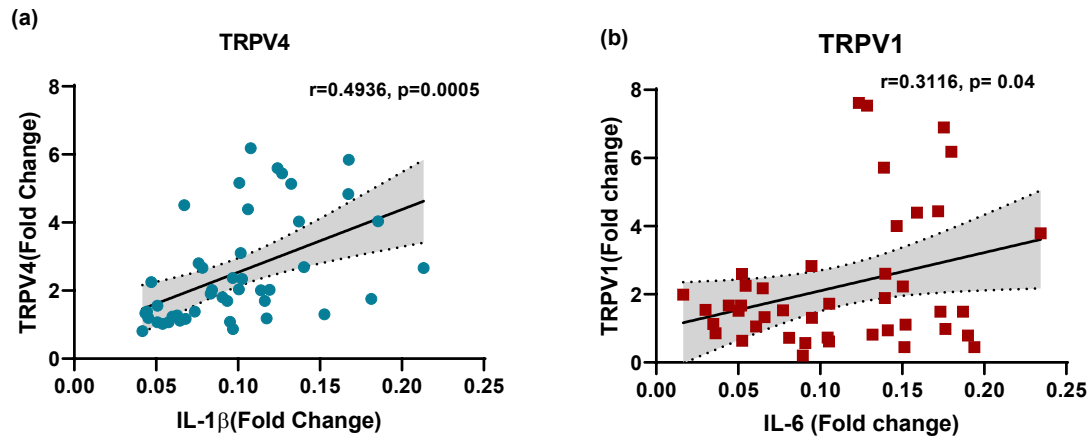 (a)
TRPV4
r=0.4936, p=0.0005
TRPV4(Fold Change)
8
6
4
2
0
0.00 0.05 0.10 0.15 0.20 0.25
IL-1β(Fold Change)
(b)
TRPV1
r=0.3116, p= 0.04
TRPV1(Fold change)
8
6
4
2
0
0.00 0.05 0.10 0.15 0.20 0.25
IL-6 (Fold change)